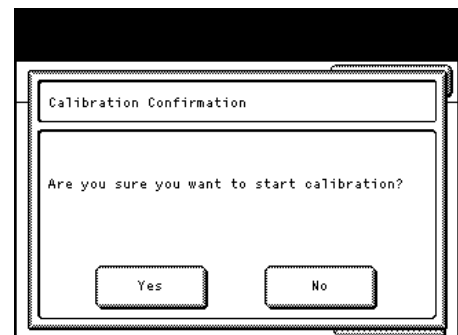 Calibration Confirmation
Are you sure you want to start calibration?
Yes
No